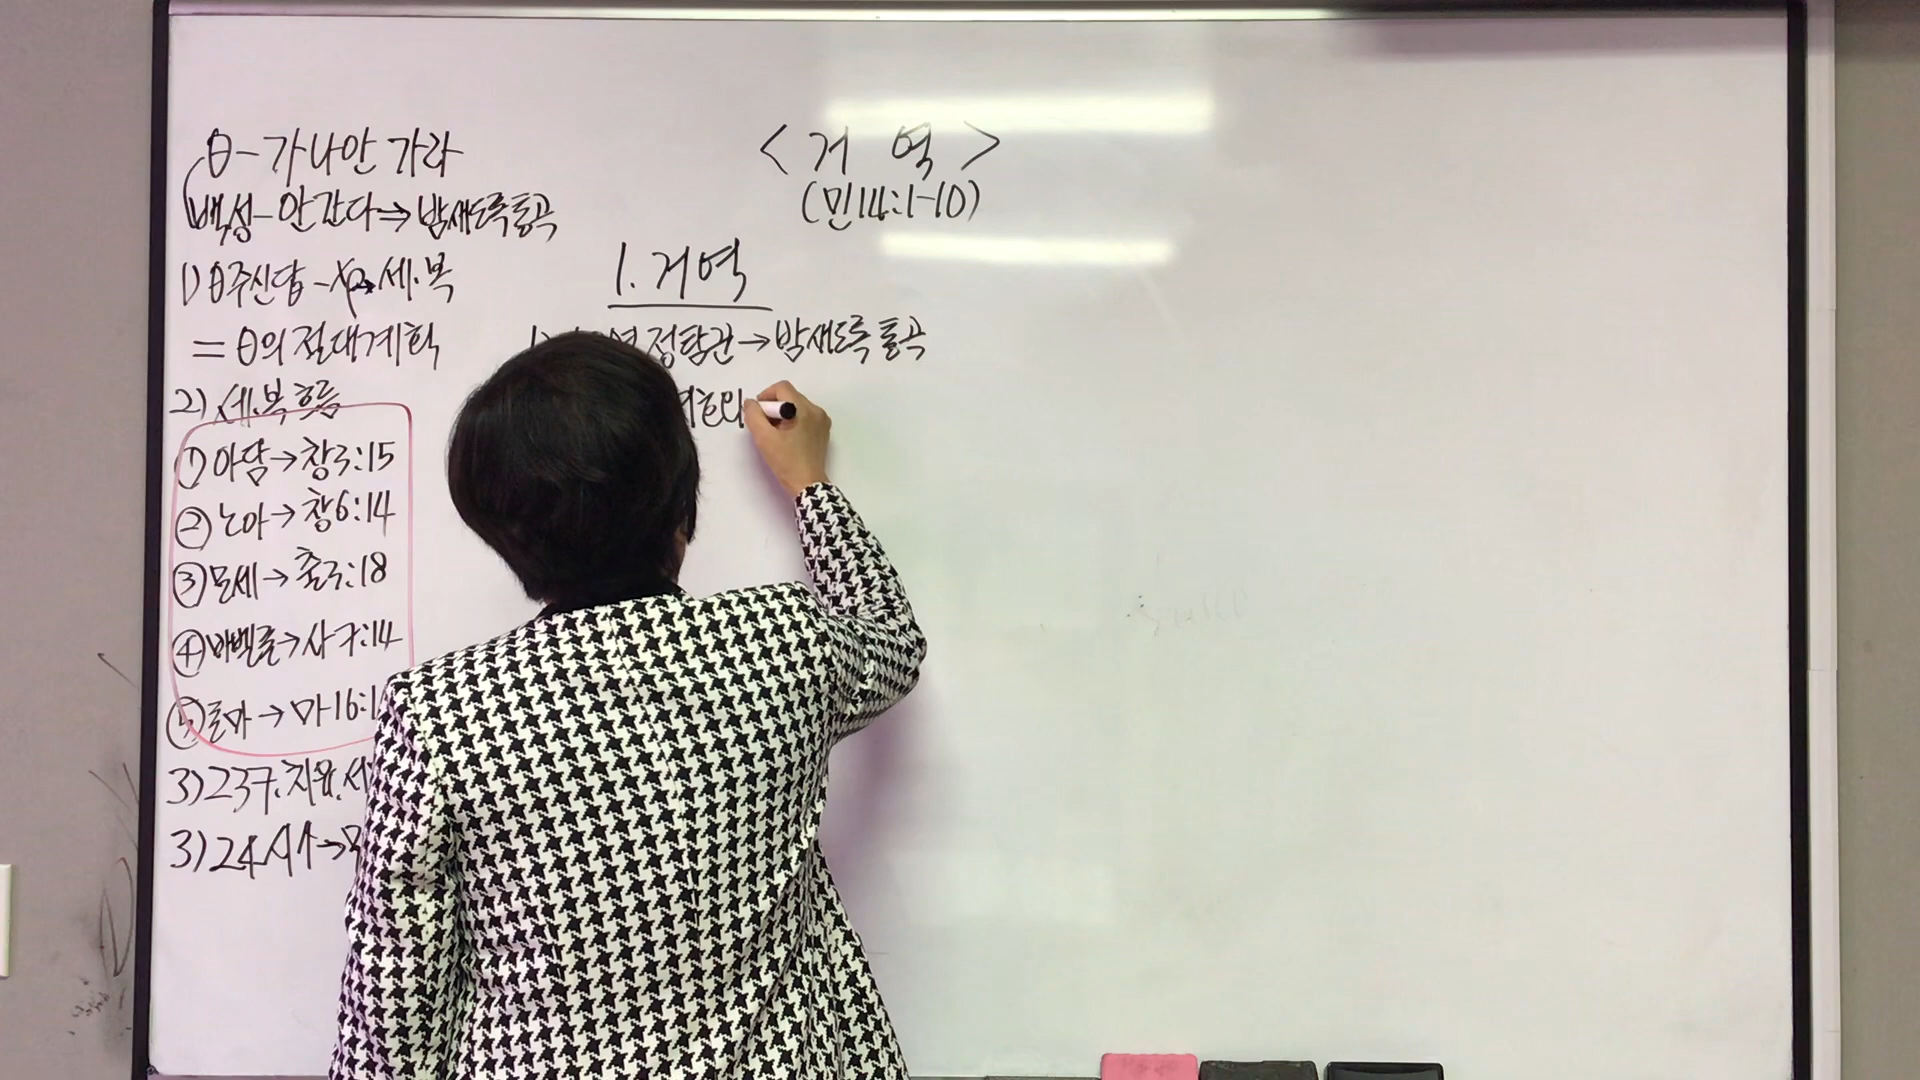 θ-가나안 가라
백성-안간다⇒밤새도록통곡
1) θ주신답- 세.복
=θ의절대계획
2) 세.복 흐름
①아담→창3:15
②노아→창6:14
③모세→출3:18
④바벨론→사7:14
⑤로마→마16:1
3) 237.치유.서
3) 24시→
<거 역>
(민14:1-10)
1. 거역
정탐군→밤새도록 통곡